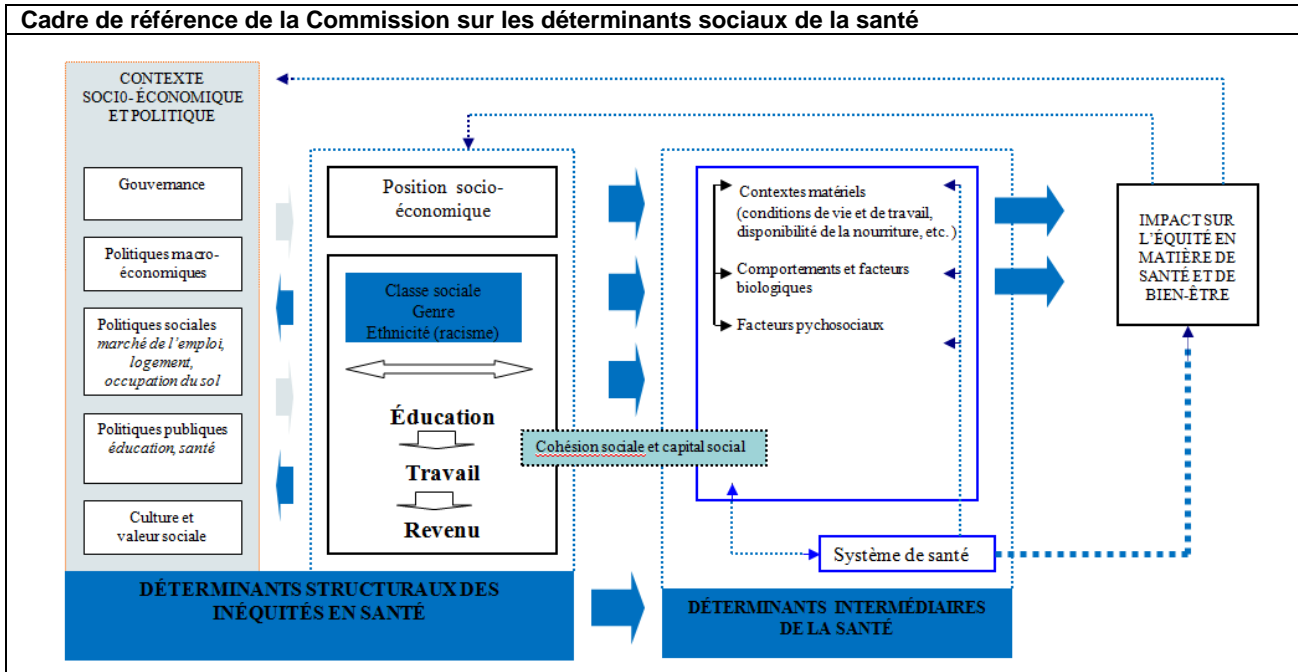 Cadre de référence de la Commission sur les déterminants sociaux de la santé
CONTEXTE
SOCI0- ÉCONOMIQUE
ET POLITIQUE
Gouvernance
Politiques macro-
économiques
Politiques sociales
marché de l'emploi,
logement,
occupation du sol
Politiques publiques
éducation, santé
Culture et
valeur sociale
Position socio-
économique
Classe sociale
Genre
Ethnicité (racisme)
Éducation
Travail
Revenu
Cohésion sociale et capital social
Contextes matériels
(conditions de vie et de travail,
disponibilité de la nourriture, etc. )
Comportements et facteurs
biologiques
Facteurs pychosociaux
Système de santé
IMPACT SUR
L'ÉQUITÉ EN
MATIÈRE DE
SANTÉ ET DE
BIEN-ÊTRE
DÉTERMINANTS STRUCTURAUX DES
INÉQUITÉS EN SANTÉ
DÉTERMINANTS INTERMÉDIAIRES
DE LA SANTÉ